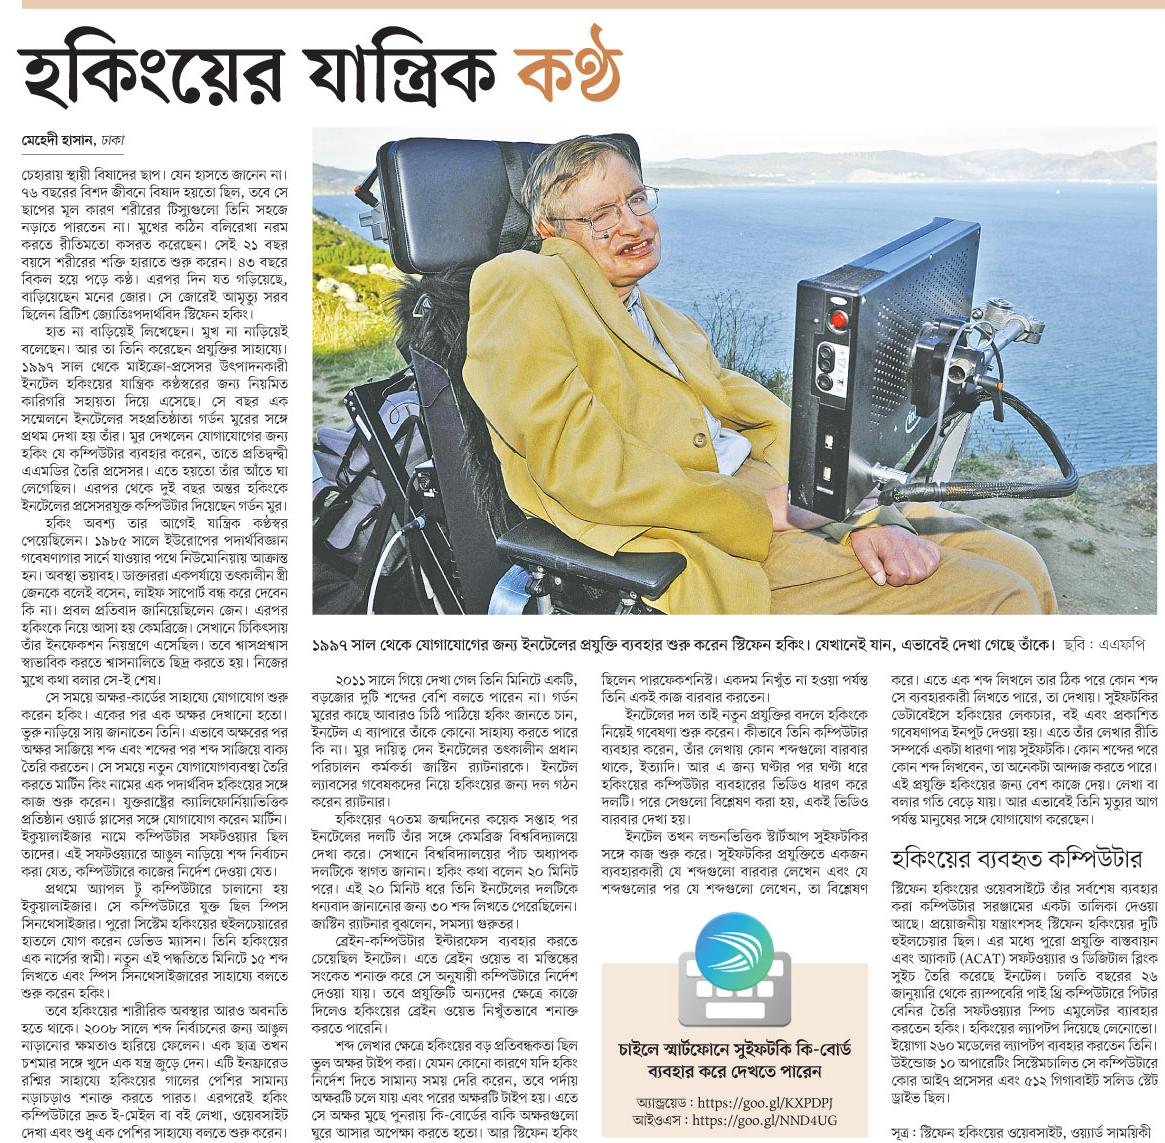 হকিংয়ের যান্ত্রিক কণ্ঠ
মেহেদী হাসান, ঢাকা
চেহারায় স্থায়ী বিষাদের ছাপ। যেন হাসতে জানেন না।
৭৬ বছরের বিশদ জীবনে বিষাদ হয়তো ছিল, তবে সে
ছাপের মূল কারণ শরীরের টিস্যুগুলো তিনি সহজে
নড়াতে পারতেন না। মুখের কঠিন বলিরেখা নরম
করতে রীতিমতো কসরত করেছেন। সেই ২১ বছর
বয়সে শরীরের শক্তি হারাতে শুরু করেন। ৪৩ বছরে
বিকল হয়ে পড়ে কণ্ঠ। এরপর দিন যত গড়িয়েছে,
বাড়িয়েছেন মনের জোর। সে জোরেই আমৃত্যু সরব
ছিলেন ব্রিটিশ জ্যোতিঃপদার্থবিদ স্টিফেন হকিং।
হাত না বাড়িয়েই লিখেছেন। মুখ না নাড়িয়েই
বলেছেন। আর তা তিনি করেছেন প্রযুক্তির সাহায্যে।
১৯৯৭ সাল থেকে মাইক্রো-প্রসেসর উৎপাদনকারী
ইনটেল হকিংয়ের যান্ত্রিক কণ্ঠস্বরের জন্য নিয়মিত
কারিগরি সহায়তা দিয়ে এসেছে। সে বছর এক
সম্মেলনে ইনটেলের সহপ্রতিষ্ঠাতা গর্ডন মুরের সঙ্গে
প্রথম দেখা হয় তাঁর। মুর দেখলেন যোগাযোগের জন্য
হকিং যে কম্পিউটার ব্যবহার করেন, তাতে প্রতিদ্বন্দ্বী
এএমডির তৈরি প্রসেসর। এতে হয়তো তাঁর আঁতে ঘা
লেগেছিল। এরপর থেকে দুই বছর অন্তর হকিংকে
ইনটেলের প্রসেসরযুক্ত কম্পিউটার দিয়েছেন গর্ডন মুর।
হকিং অবশ্য তার আগেই যান্ত্রিক কণ্ঠস্বর
পেয়েছিলেন। ১৯৮৫ সালে ইউরোপের পদার্থবিজ্ঞান
গবেষণাগার সার্নে যাওয়ার পথে নিউমোনিয়ায় আক্রান্ত
হন। অবস্থা ভয়াবহ। ডাক্তাররা একপর্যায়ে তৎকালীন স্ত্রী
জেনকে বলেই বসেন, লাইফ সাপোর্ট বন্ধ করে দেবেন
কি না। প্রবল প্রতিবাদ জানিয়েছিলেন জেন। এরপর
হকিংকে নিয়ে আসা হয় কেমব্রিজে। সেখানে চিকিৎসায়
তাঁর ইনফেকশন নিয়ন্ত্রণে এসেছিল। তবে শ্বাসপ্রশ্বাস
স্বাভাবিক করতে শ্বাসনালিতে ছিদ্র করতে হয়। নিজের
মুখে কথা বলার সে-ই শেষ।
সে সময়ে অক্ষর-কার্ডের সাহায্যে যোগাযোগ শুরু
করেন হকিং। একের পর এক অক্ষর দেখানো হতো।
ভুরু নাড়িয়ে সায় জানাতেন তিনি। এভাবে অক্ষরের পর
অক্ষর সাজিয়ে শব্দ এবং শব্দের পর শব্দ সাজিয়ে বাক্য
তৈরি করতেন। সে সময়ে নতুন যোগাযোগব্যবস্থা তৈরি
করতে মার্টিন কিং নামের এক পদার্থবিদ হকিংয়ের সঙ্গে
কাজ শুরু করেন। যুক্তরাষ্ট্রের ক্যালিফোর্নিয়াভিত্তিক
প্রতিষ্ঠান ওয়ার্ড প্লাসের সঙ্গে যোগাযোগ করেন মার্টিন।
ইকুয়ালাইজার নামে কম্পিউটার সফটওয়্যার ছিল
তাদের। এই সফটওয়্যারে আঙুল নাড়িয়ে শব্দ নির্বাচন
করা যেত, কম্পিউটারে কাজের নির্দেশ দেওয়া যেত।
প্রথমে অ্যাপল টু কম্পিউটারে চালানো হয়
ইকুয়ালাইজার। সে কম্পিউটারে যুক্ত ছিল স্পিস
সিনথেসাইজার। পুরো সিস্টেম হকিংয়ের হুইলচেয়ারের
হাতলে যোগ করেন ডেভিড ম্যাসন। তিনি হকিংয়ের
এক নার্সের স্বামী। নতুন এই পদ্ধতিতে মিনিটে ১৫ শব্দ
লিখতে এবং স্পিস সিনথেসাইজারের সাহায্যে বলতে
শুরু করেন হকিং।
তবে হকিংয়ের শারীরিক অবস্থার আরও অবনতি
হতে থাকে। ২০০৮ সালে শব্দ নির্বাচনের জন্য আঙুল
নাড়ানোর ক্ষমতাও হারিয়ে ফেলেন। এক ছাত্র তখন
চশমার সঙ্গে খুদে এক যন্ত্র জুড়ে দেন। এটি ইনফ্রারেড
রশ্মির সাহায্যে হকিংয়ের গালের পেশির সামান্য
নড়াচড়াও শনাক্ত করতে পারত। এরপরেই হকিং
কম্পিউটারে দ্রুত ই-মেইল বা বই লেখা, ওয়েবসাইট
দেখা এবং শুধু এক পেশির সাহায্যে বলতে শুরু করেন।
১৯৯৭ সাল থেকে যোগাযোগের জন্য ইনটেলের প্রযুক্তি ব্যবহার শুরু করেন স্টিফেন হকিং। যেখানেই যান, এভাবেই দেখা গেছে তাঁকে। ছবি : এএফপি
২০১১ সালে গিয়ে দেখা গেল তিনি মিনিটে একটি,
বড়জোর দুটি শব্দের বেশি বলতে পারেন না। গর্ডন
মুরের কাছে আবারও চিঠি পাঠিয়ে হকিং জানতে চান,
ইনটেল এ ব্যাপারে তাঁকে কোনো সাহায্য করতে পারে
কি না। মুর দায়িত্ব দেন ইনটেলের তৎকালীন প্রধান
পরিচালন কর্মকর্তা জাস্টিন র‍্যাটনারকে। ইনটেল
ল্যাবসের গবেষকদের নিয়ে হকিংয়ের জন্য দল গঠন
করেন র‍্যাটনার।
হকিংয়ের ৭০তম জন্মদিনের কয়েক সপ্তাহ পর
ইনটেলের দলটি তাঁর সঙ্গে কেমব্রিজ বিশ্ববিদ্যালয়ে
দেখা করে। সেখানে বিশ্ববিদ্যালয়ের পাঁচ অধ্যাপক
দলটিকে স্বাগত জানান। হকিং কথা বলেন ২০ মিনিট
পরে। এই ২০ মিনিট ধরে তিনি ইনটেলের দলটিকে
ধন্যবাদ জানানোর জন্য ৩০ শব্দ লিখতে পেরেছিলেন।
জাস্টিন র‍্যাটনার বুঝলেন, সমস্যা গুরুতর।
ব্রেইন-কম্পিউটার ইন্টারফেস ব্যবহার করতে
চেয়েছিল ইনটেল। এতে ব্রেইন ওয়েভ বা মস্তিষ্কের
সংকেত শনাক্ত করে সে অনুযায়ী কম্পিউটারে নির্দেশ
দেওয়া যায়। তবে প্রযুক্তিটি অন্যদের ক্ষেত্রে কাজে
দিলেও হকিংয়ের ব্রেইন ওয়েভ নিখুঁতভাবে শনাক্ত
করতে পারেনি।
শব্দ লেখার ক্ষেত্রে হকিংয়ের বড় প্রতিবন্ধকতা ছিল
ভুল অক্ষর টাইপ করা। যেমন কোনো কারণে যদি হকিং
নির্দেশ দিতে সামান্য সময় দেরি করেন, তবে পর্দায়
অক্ষরটি চলে যায় এবং পরের অক্ষরটি টাইপ হয়। এতে
সে অক্ষর মুছে পুনরায় কি-বোর্ডের বাকি অক্ষরগুলো
ঘুরে আসার অপেক্ষা করতে হতো। আর স্টিফেন হকিং
ছিলেন পারফেকশনিস্ট। একদম নিখুঁত না হওয়া পর্যন্ত
তিনি একই কাজ বারবার করতেন।
ইনটেলের দল তাই নতুন প্রযুক্তির বদলে হকিংকে
নিয়েই গবেষণা শুরু করেন। কীভাবে তিনি কম্পিউটার
ব্যবহার করেন, তাঁর লেখায় কোন শব্দগুলো বারবার
থাকে, ইত্যাদি। আর এ জন্য ঘণ্টার পর ঘণ্টা ধরে
হকিংয়ের কম্পিউটার ব্যবহারের ভিডিও ধারণ করে
দলটি। পরে সেগুলো বিশ্লেষণ করা হয়, একই ভিডিও
বারবার দেখা হয়।
ইনটেল তখন লন্ডনভিত্তিক স্টার্টআপ সুইফটকির
সঙ্গে কাজ শুরু করে। সুইফটকির প্রযুক্তিতে একজন
ব্যবহারকারী যে শব্দগুলো বারবার লেখেন এবং যে
শব্দগুলোর পর যে শব্দগুলো লেখেন, তা বিশ্লেষণ
চাইলে স্মার্টফোনে সুইফটকি কি-বোর্ড
ব্যবহার করে দেখতে পারেন
অ্যান্ড্রয়েড : https://goo.gl/KXPDPJ
আইওএস : https://goo.gl/NND4UG
করে। এতে এক শব্দ লিখলে তার ঠিক পরে কোন শব্দ
সে ব্যবহারকারী লিখতে পারে, তা দেখায়। সুইফটকির
ডেটাবেইসে হকিংয়ের লেকচার, বই এবং প্রকাশিত
গবেষণাপত্র ইনপুট দেওয়া হয়। এতে তাঁর লেখার রীতি
সম্পর্কে একটা ধারণা পায় সুইফটকি। কোন শব্দের পরে
কোন শব্দ লিখবেন, তা অনেকটা আন্দাজ করতে পারে।
এই প্রযুক্তি হকিংয়ের জন্য বেশ কাজে দেয়। লেখা বা
বলার গতি বেড়ে যায়। আর এভাবেই তিনি মৃত্যুর আগ
পর্যন্ত মানুষের সঙ্গে যোগাযোগ করেছেন।
হকিংয়ের ব্যবহৃত কম্পিউটার
স্টিফেন হকিংয়ের ওয়েবসাইটে তাঁর সর্বশেষ ব্যবহার
করা কম্পিউটার সরঞ্জামের একটা তালিকা দেওয়া
আছে। প্রয়োজনীয় যন্ত্রাংশসহ স্টিফেন হকিংয়ের দুটি
হুইলচেয়ার ছিল। এর মধ্যে পুরো প্রযুক্তি বাস্তবায়ন
এবং অ্যাকাট (ACAT) সফটওয়্যার ও ডিজিটাল ব্লিংক
সুইচ তৈরি করেছে ইনটেল। চলতি বছরের ২৬
জানুয়ারি থেকে র‍্যাস্পবেরি পাই থ্রি কম্পিউটারে পিটার
বেনির তৈরি সফটওয়্যার স্পিচ এমুলেটর ব্যবহার
করতেন হকিং। হকিংয়ের ল্যাপটপ দিয়েছে লেনোভো।
ইয়োগা ২৬০ মডেলের ল্যাপটপ ব্যবহার করতেন তিনি।
উইন্ডোজ ১০ অপারেটিং সিস্টেমচালিত সে কম্পিউটারে
কোর আই৭ প্রসেসর এবং ৫১২ গিগাবাইট সলিড স্টেট
ড্রাইভ ছিল।
সূত্র : স্টিফেন হকিংয়ের ওয়েবসাইট, ওয়্যার্ড সাময়িকী